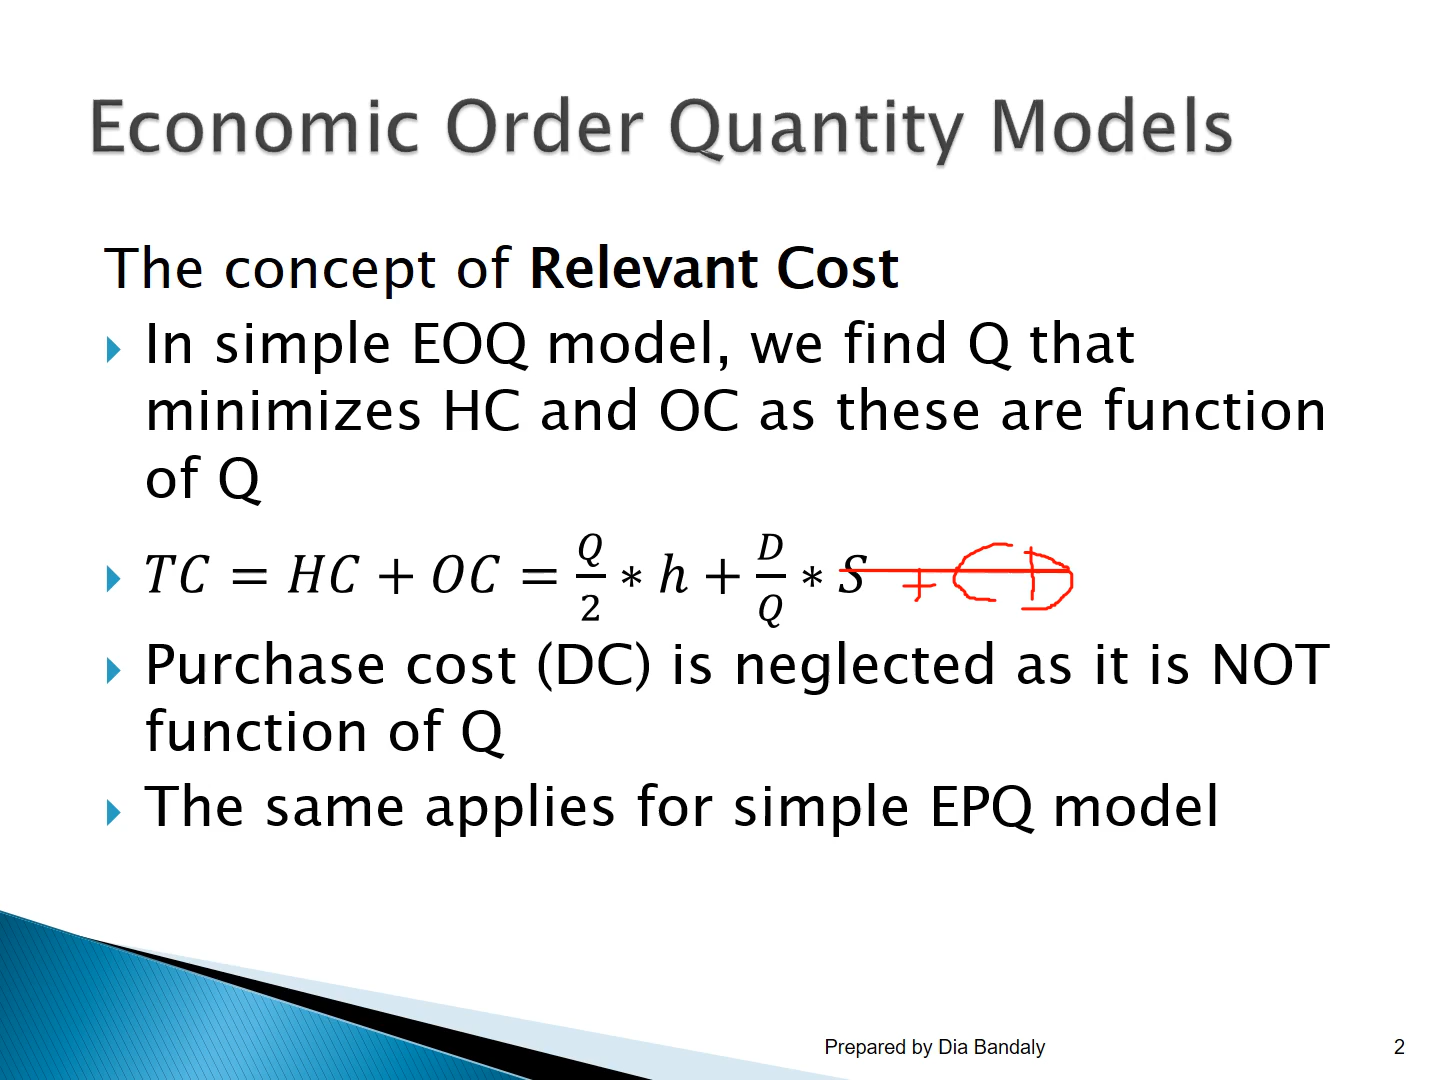 Economic Order Quantity Models
The concept of Relevant Cost
In simple EOQ model, we find Q that
minimizes HC and OC as these are function
of Q
TC = HC + OC = Q/2 * h + D/Q * S + CD
Purchase cost (DC) is neglected as it is NOT
function of Q
The same applies for simple EPQ model
Prepared by Dia Bandaly 2